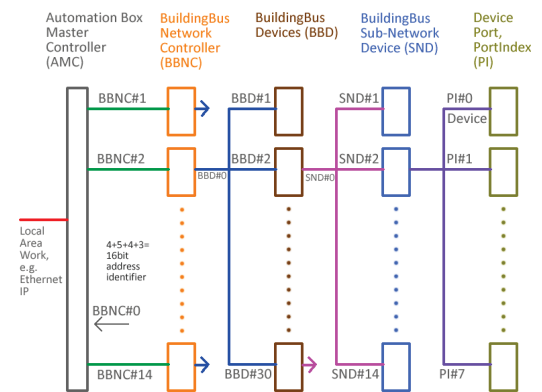 Automation Box
Master
Controller
(AMC)
BuildingBus
Network
Controller
(BBNC)
BuildingBus
Devices (BBD)
BuildingBus
Sub-Network
Device (SND)
Device
Port,
PortIndex
(PI)
BBNC#1
BBD#1
SND#1
PI#0
Device
BBNC#2
BBD#0
BBD#2
SND#0
SND#2
PI#1
Local
Area
Work,
e.g.
Ethernet
IP
4+5+4+3=
16bit
address
identifier
BBNC#0
BBNC#14
BBD#30
SND#14
PI#7